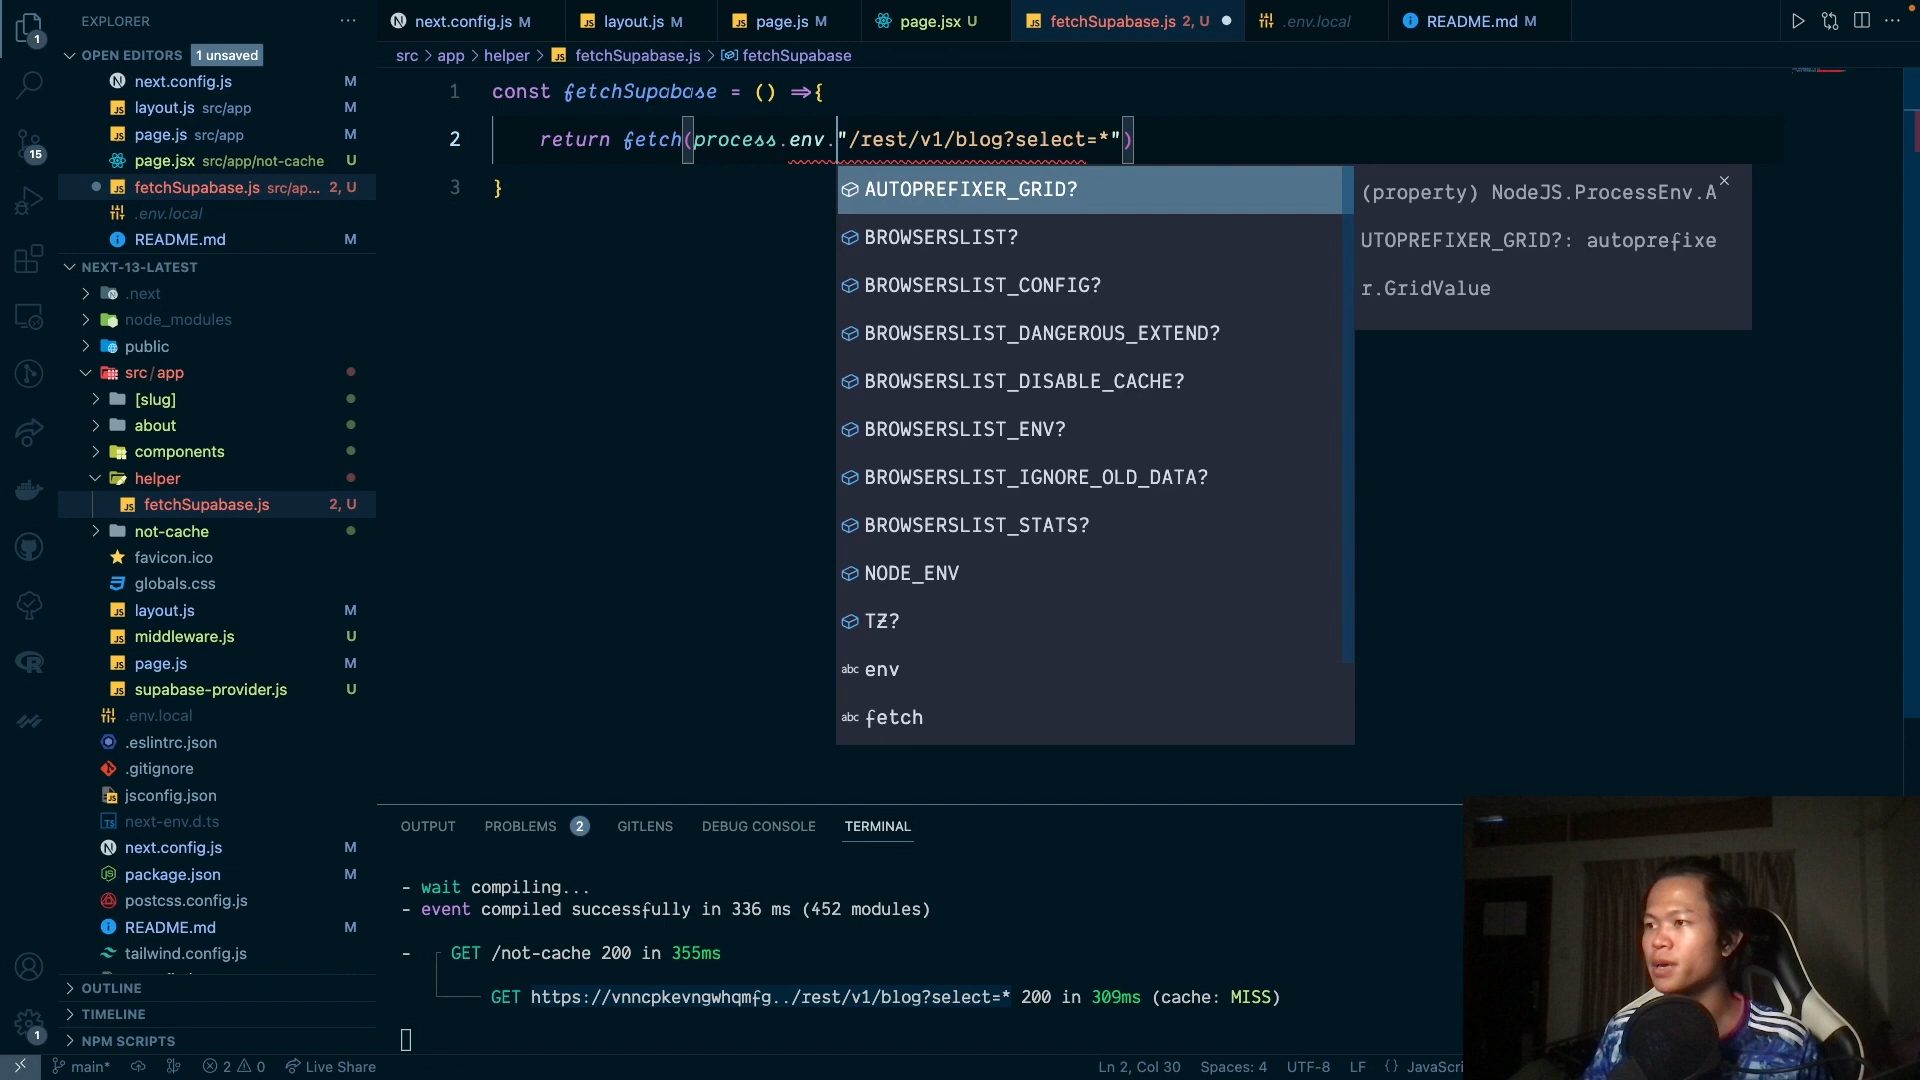 EXPLORER
OPEN EDITORS 1 unsaved
next.config.js M
layout.js src/app M
page.js src/app M
page.jsx src/app/not-cache U
fetchSupabase.js src/ap... 2, U
.env.local
README.md M
NEXT-13-LATEST
.next
node_modules
public
src/app
[slug]
about
components
helper
fetchSupabase.js 2, U
not-cache
favicon.ico
globals.css
layout.js M
middleware.js U
page.js M
supabase-provider.js U
.env.local
.eslintrc.json
.gitignore
jsconfig.json
next-env.d.ts
next.config.js M
package.json M
postcss.config.js
README.md M
tailwind.config.js
OUTLINE
TIMELINE
NPM SCRIPTS
1
15
1
next.config.js M layout.js M page.js M page.jsx U fetchSupabase.js 2, U .env.local README.md M
src > app > helper > fetchSupabase.js > fetchSupabase
1 const fetchSupabase = () =>{
2 return fetch(process.env."/rest/v1/blog?select=*")
3 }
AUTOPREFIXER_GRID?
BROWSERSLIST?
BROWSERSLIST_CONFIG?
BROWSERSLIST_DANGEROUS_EXTEND?
BROWSERSLIST_DISABLE_CACHE?
BROWSERSLIST_ENV?
BROWSERSLIST_IGNORE_OLD_DATA?
BROWSERSLIST_STATS?
NODE_ENV
TZ?
abc env
abc fetch
(property) NodeJS.ProcessEnv.A
UTOPREFIXER_GRID?: autoprefixe
r.GridValue
OUTPUT PROBLEMS 2 GITLENS DEBUG CONSOLE TERMINAL
- wait compiling...
- event compiled successfully in 336 ms (452 modules)
- GET /not-cache 200 in 355ms
GET https://vnncpkevngwhqmfg../rest/v1/blog?select=* 200 in 309ms (cache: MISS)
main* 2 0 Live Share Ln 2, Col 30 Spaces: 4 UTF-8 LF {} JavaScri